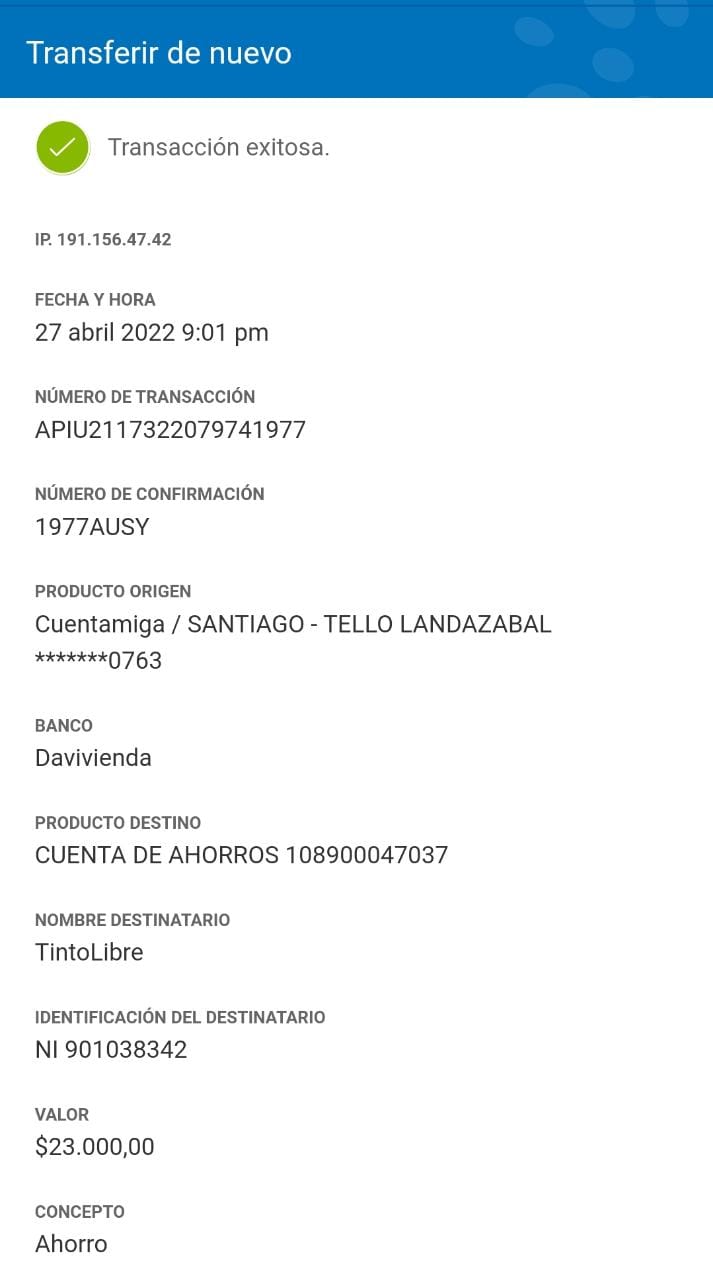 Transferir de nuevo
Transacción exitosa.
IP. 191.156.47.42
FECHA Y HORA
27 abril 2022 9:01 pm
NÚMERO DE TRANSACCIÓN
APIU2117322079741977
NÚMERO DE CONFIRMACIÓN
1977AUSY
PRODUCTO ORIGEN
Cuentamiga / SANTIAGO - TELLO LANDAZABAL
*******0763
BANCO
Davivienda
PRODUCTO DESTINO
CUENTA DE AHORROS 108900047037
NOMBRE DESTINATARIO
TintoLibre
IDENTIFICACIÓN DEL DESTINATARIO
NI 901038342
VALOR
$23.000,00
CONCEPTO
Ahorro